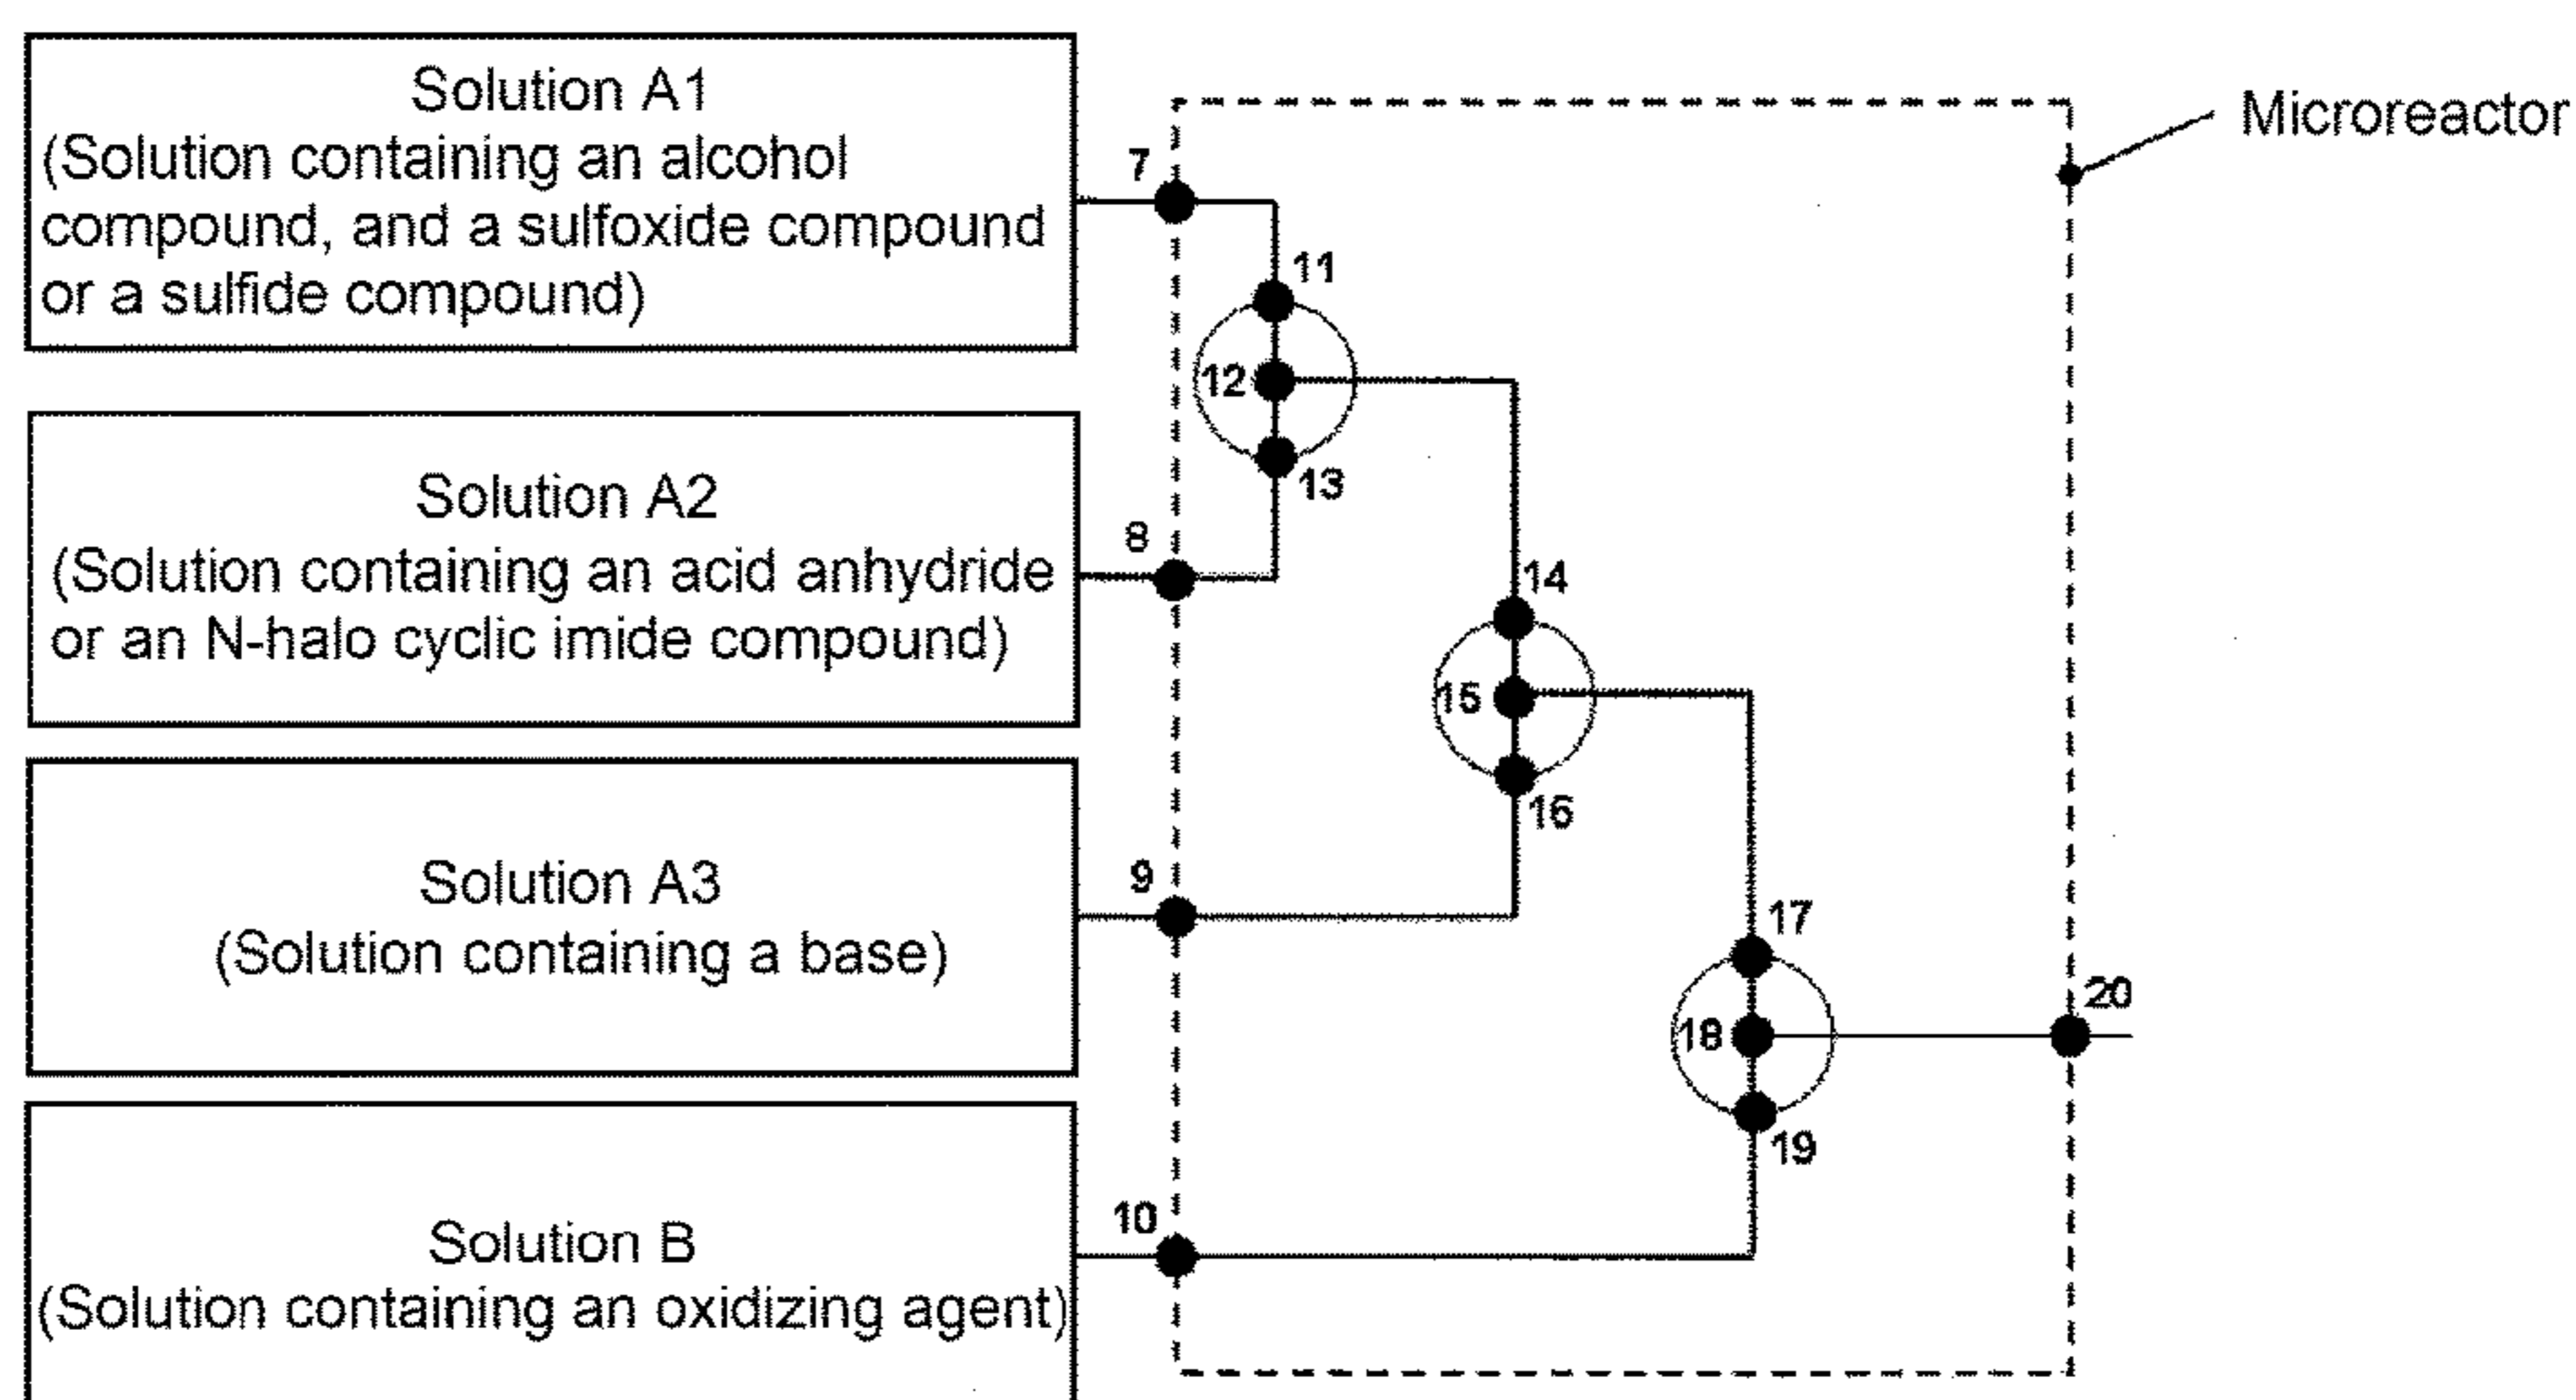 Solution A1
(Solution containing an alcohol
compound, and a sulfoxide compound
or a sulfide compound)
Microreactor
7
11
12
13
Solution A2
(Solution containing an acid anhydride
or an N-halo cyclic imide compound)
8
14
15
16
Solution A3
(Solution containing a base)
9
17
18
19
20
Solution B
(Solution containing an oxidizing agent)
10